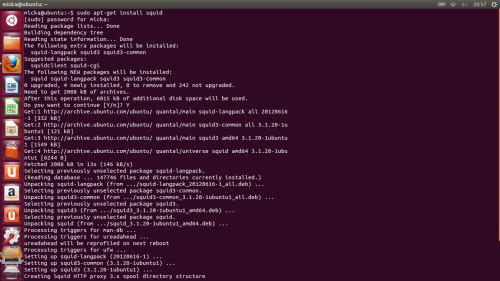 micka@ubuntu: ~
20:57
micka@ubuntu:~$ sudo apt-get install squid
[sudo] password for micka:
Reading package lists... Done
Building dependency tree
Reading state information... Done
The following extra packages will be installed:
squid-langpack squid3 squid3-common
Suggested packages:
squidclient squid-cgi
The following NEW packages will be installed:
squid squid-langpack squid3 squid3-common
0 upgraded, 4 newly installed, 0 to remove and 242 not upgraded.
Need to get 2008 kB of archives.
After this operation, 6815 kB of additional disk space will be used.
Do you want to continue [Y/n]? Y
Get:1 http://archive.ubuntu.com/ubuntu/ quantal/main squid-langpack all 20120616
-1 [332 kB]
Get:2 http://archive.ubuntu.com/ubuntu/ quantal/main squid3-common all 3.1.20-1u
buntu1 [121 kB]
Get:3 http://archive.ubuntu.com/ubuntu/ quantal/main squid3 amd64 3.1.20-1ubuntu
1 [1549 kB]
Get:4 http://archive.ubuntu.com/ubuntu/ quantal/universe squid amd64 3.1.20-1ubu
ntu1 [6244 B]
Fetched 2008 kB in 13s (146 kB/s)
Selecting previously unselected package squid-langpack.
(Reading database ... 147746 files and directories currently installed.)
Unpacking squid-langpack (from .../squid-langpack_20120616-1_all.deb) ...
Selecting previously unselected package squid3-common.
Unpacking squid3-common (from .../squid3-common_3.1.20-1ubuntu1_all.deb) ...
Selecting previously unselected package squid3.
Unpacking squid3 (from .../squid3_3.1.20-1ubuntu1_amd64.deb) ...
Selecting previously unselected package squid.
Unpacking squid (from .../squid_3.1.20-1ubuntu1_amd64.deb) ...
Processing triggers for man-db ...
Processing triggers for ureadahead ...
ureadahead will be reprofiled on next reboot
Processing triggers for ufw ...
Setting up squid-langpack (20120616-1) ...
Setting up squid3-common (3.1.20-1ubuntu1) ...
Setting up squid3 (3.1.20-1ubuntu1) ...
Creating Squid HTTP proxy 3.x spool directory structure